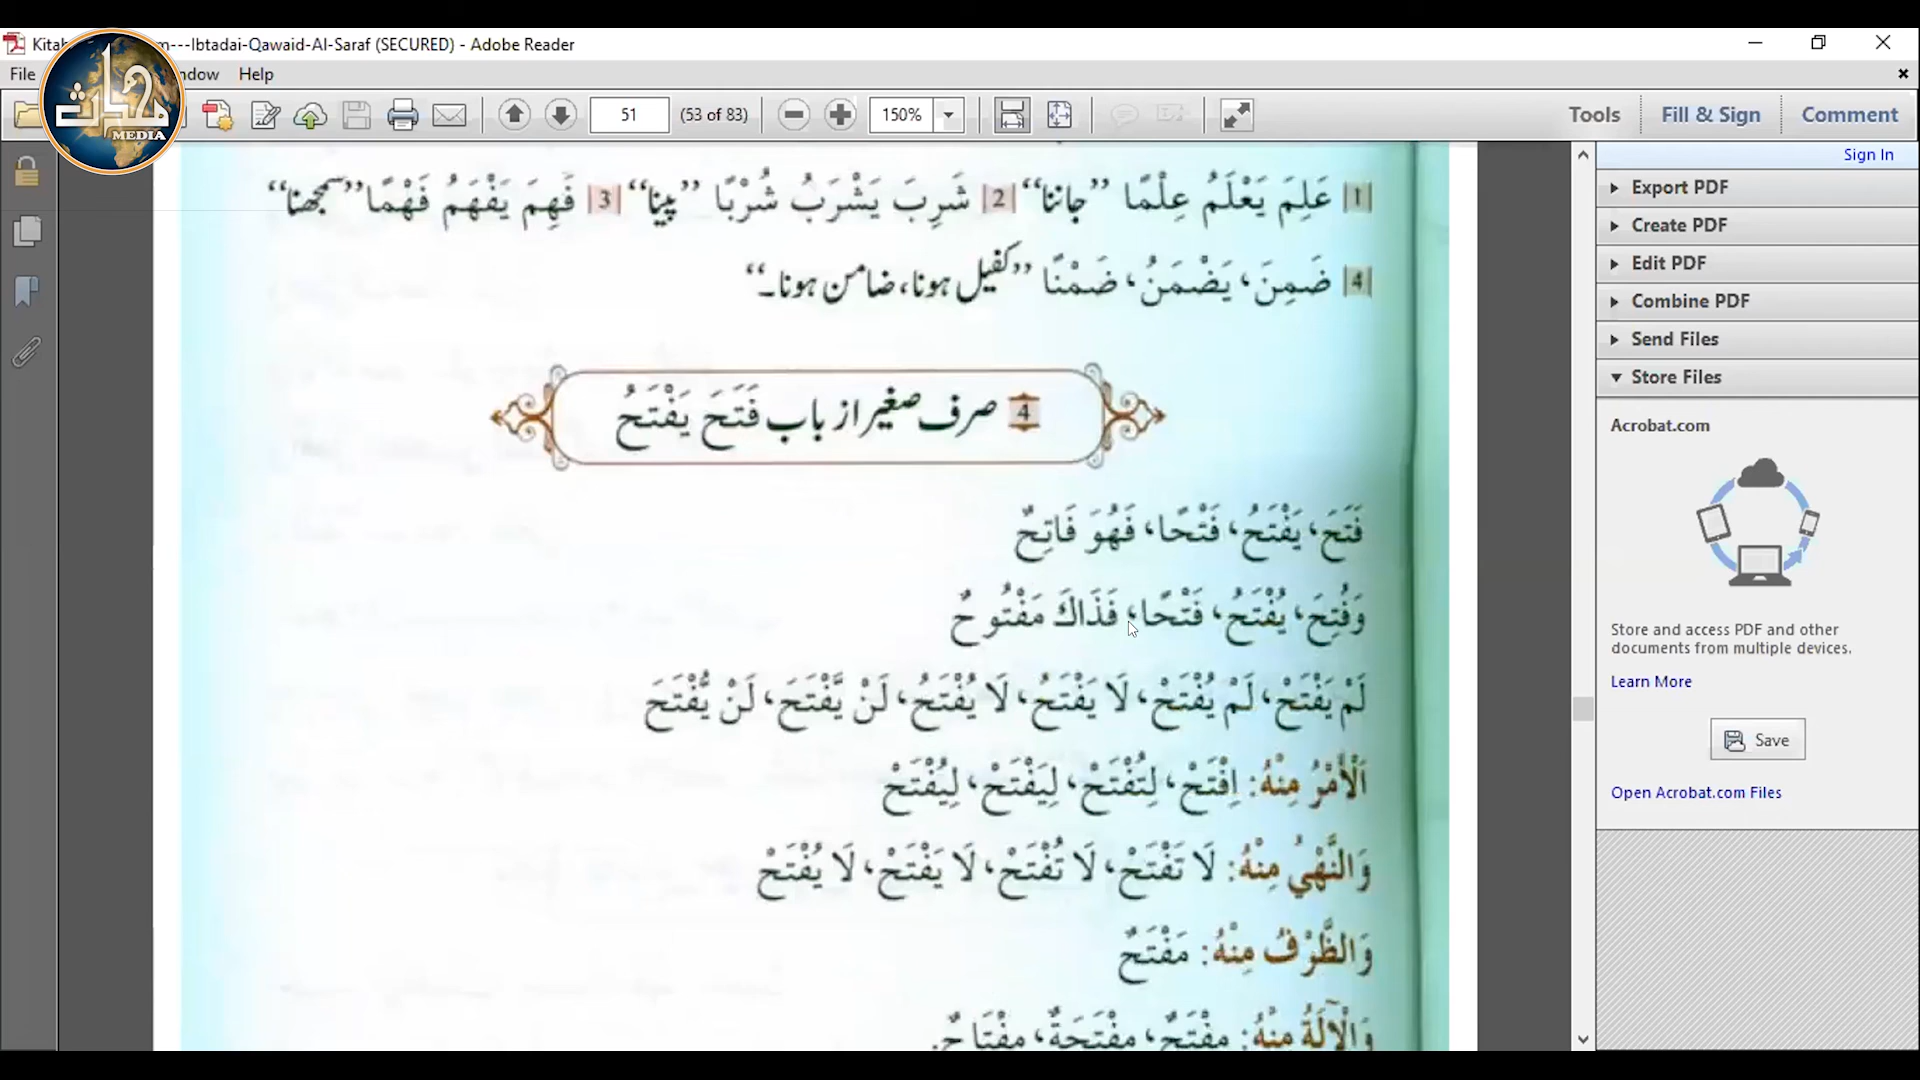 Kitab m---Ibtadai-Qawaid-Al-Saraf (SECURED) - Adobe Reader
File ndow Help
MEDIA
51 (53 of 83) 150% Tools Fill & Sign Comment
Sign In
Export PDF
Create PDF
Edit PDF
Combine PDF
Send Files
Store Files
Acrobat.com
Store and access PDF and other
documents from multiple devices.
Learn More
Save
Open Acrobat.com Files
1 عَلِمَ يَعْلَمُ عِلْمًا ’’جاننا‘‘ 2 شَرِبَ يَشْرَبُ شُرْبًا ’’پینا‘‘ 3 فَهِمَ يَفْهَمُ فَهْمًا ’’سمجھنا‘‘
4 ضَمِنَ، يَضْمَنُ، ضَمْنًا ’’کفیل ہونا، ضامن ہونا۔‘‘
4 صرف صغیر از باب فَتَحَ يَفْتَحُ
فَتَحَ، يَفْتَحُ، فَتْحًا، فَهُوَ فَاتِحٌ
وَفُتِحَ، يُفْتَحُ، فَتْحًا، فَذَاكَ مَفْتُوحٌ
لَمْ يَفْتَحْ، لَمْ يُفْتَحْ، لَا يَفْتَحُ، لَا يُفْتَحُ، لَنْ يَّفْتَحَ، لَنْ يُّفْتَحَ
اَلْأَمْرُ مِنْهُ: اِفْتَحْ، لِتُفْتَحْ، لِيَفْتَحْ، لِيُفْتَحْ
وَالنَّهْيُ مِنْهُ: لَا تَفْتَحْ، لَا تُفْتَحْ، لَا يَفْتَحْ، لَا يُفْتَحْ
وَالظَّرْفُ مِنْهُ: مَفْتَحٌ
وَالْآلَةُ مِنْهُ: مِفْتَحٌ، مِفْتَحَةٌ، مِفْتَاحٌ.